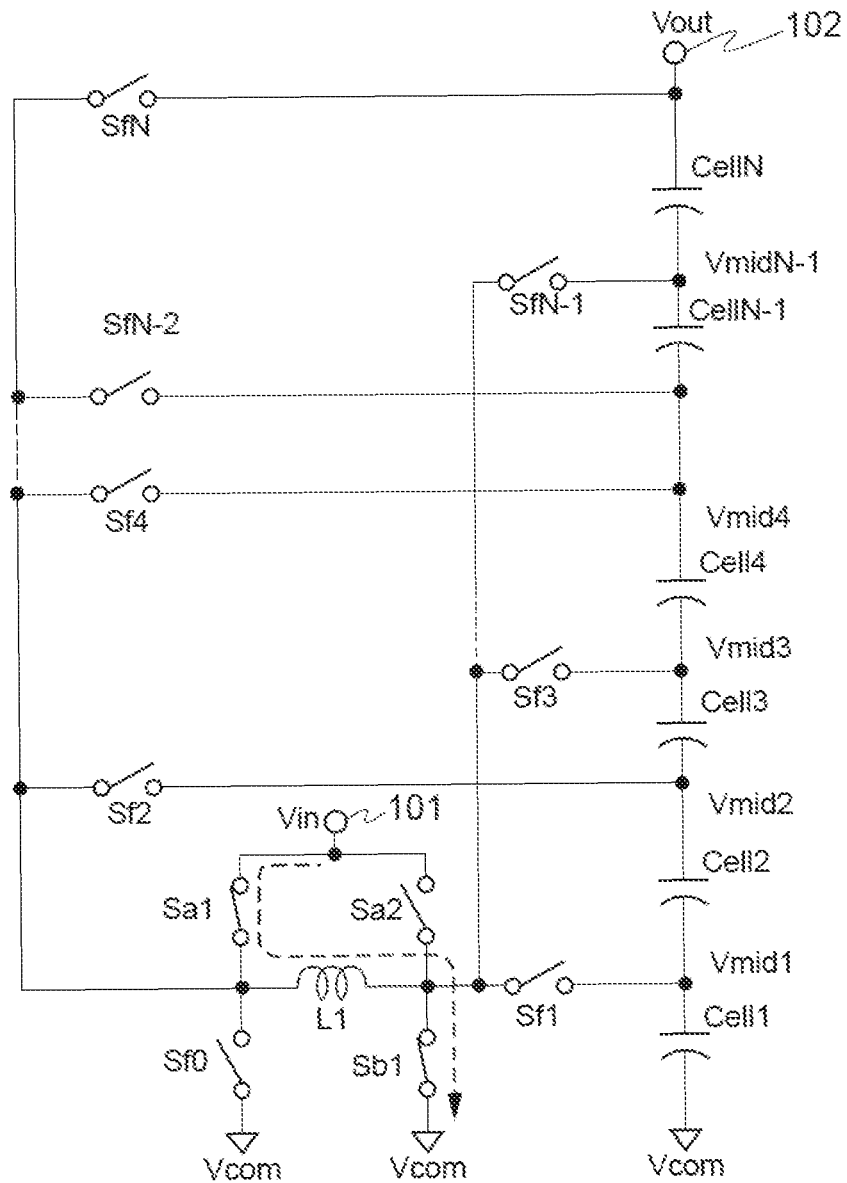 Vout 102
SfN
CellN
VmidN-1
SfN-1
CellN-1
SfN-2
Sf4
Vmid4
Cell4
Vmid3
Sf3
Cell3
Sf2
Vmid2
Vin 101
Cell2
Sa1
Sa2
Vmid1
L1
Sf1
Cell1
Sf0
Sb1
Vcom
Vcom
Vcom